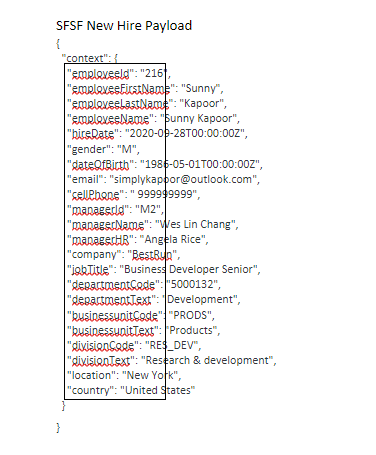 SFSF New Hire Payload
{
"context": {
"employeeId": "216",
"employeeFirstName": "Sunny",
"employeeLastName": "Kapoor",
"employeeName": "Sunny Kapoor",
"hireDate": "2020-09-28T00:00:00Z",
"gender": "M",
"dateOfBirth": "1986-05-01T00:00:00Z",
"email": "simplykapoor@outlook.com",
"cellPhone": " 999999999",
"managerId": "M2",
"managerName": "Wes Lin Chang",
"managerHR": "Angela Rice",
"company": "BestRun",
"jobTitle": "Business Developer Senior",
"departmentCode": "5000132",
"departmentText": "Development",
"businessunitCode": "PRODS",
"businessunitText": "Products",
"divisionCode": "RES_DEV",
"divisionText": "Research & development",
"location": "New York",
"country": "United States"
}
}